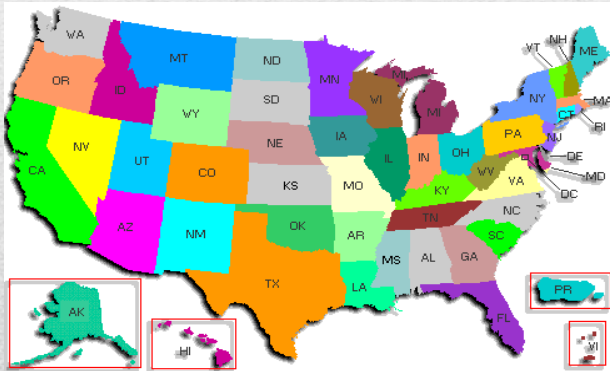 WA
MT
ND
MN
VT
NH
ME
OR
ID
SD
WI
MI
MI
NY
MA
WY
CT
RI
NE
IA
PA
NJ
NV
IL
IN
OH
DE
UT
CO
MO
WV
MD
CA
KS
KY
VA
DC
TN
NC
AZ
NM
OK
AR
SC
MS
AL
GA
TX
LA
PR
AK
FL
HI
VI